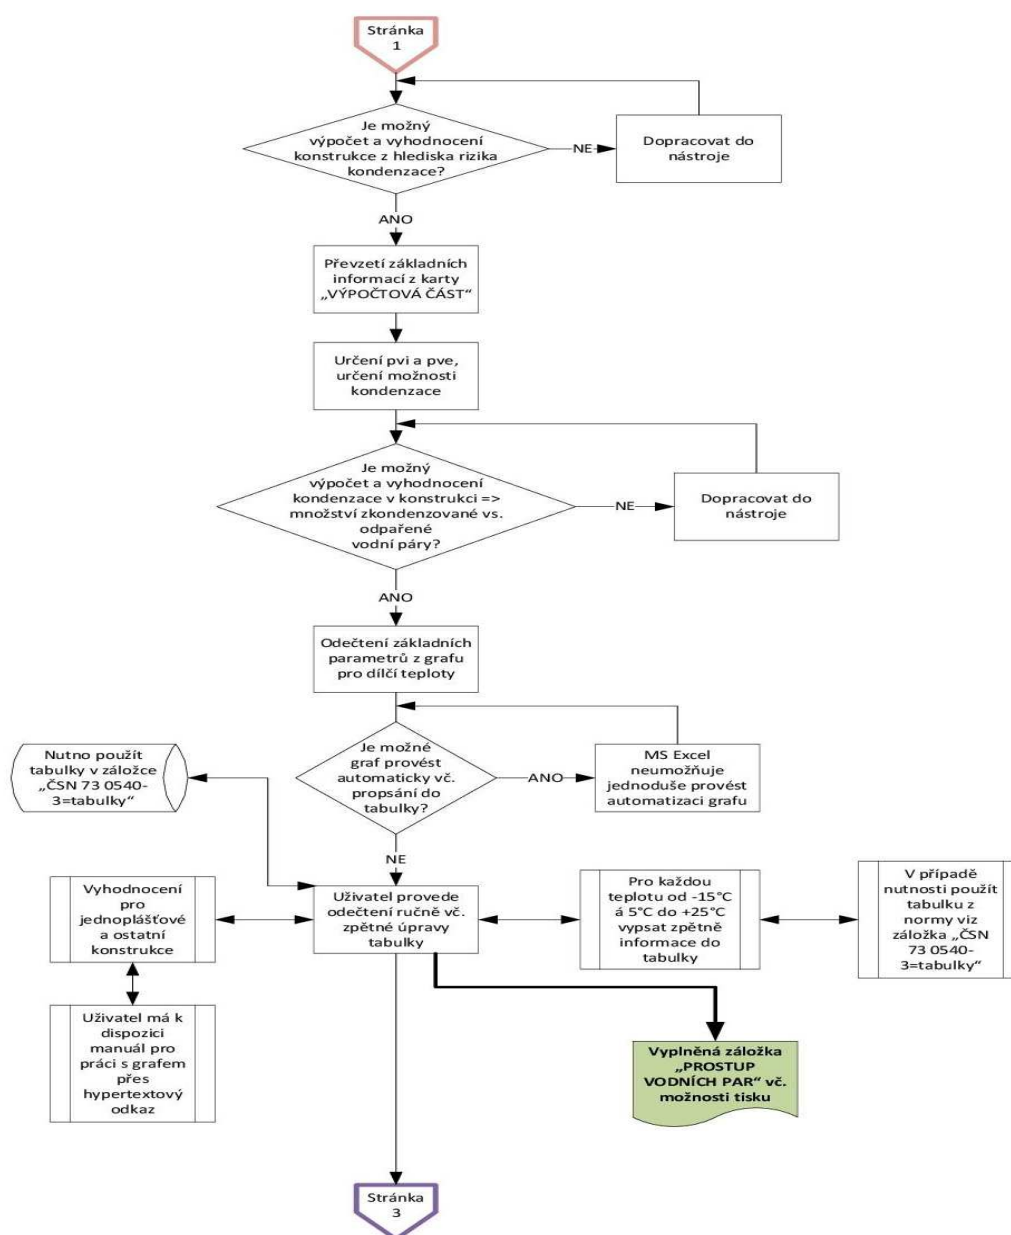 Stránka
1
Je možný
výpočet a vyhodnocení
konstrukce z hlediska rizika
kondenzace?
NE
Dopracovat do
nástroje
ANO
Převzetí základních
informací z karty
„VÝPOČTOVÁ ČÁST“
Určení pvi a pve,
určení možnosti
kondenzace
Je možný
výpočet a vyhodnocení
kondenzace v konstrukci =>
množství zkondenzované vs.
odpařené
vodní páry?
NE
Dopracovat do
nástroje
ANO
Odečtení základních
parametrů z grafu
pro dílčí teploty
Je možné
graf provést
automaticky vč.
propsání do
tabulky?
ANO
MS Excel
neumožňuje
jednoduše provést
automatizaci grafu
Nutno použít
tabulky v záložce
„ČSN 73 0540-
3=tabulky“
NE
Vyhodnocení
pro
jednoplášťové
a ostatní
konstrukce
Uživatel provede
odečtení ručně vč.
zpětné úpravy
tabulky
Pro každou
teplotu od -15°C
á 5°C do +25°C
vypsat zpětně
informace do
tabulky
V případě
nutnosti použít
tabulku z
normy viz
záložka „ČSN
73 0540-
3=tabulky“
Uživatel má k
dispozici
manuál pro
práci s grafem
přes
hypertextový
odkaz
Vyplněná záložka
„PROSTUP
VODNÍCH PAR“ vč.
možnosti tisku
Stránka
3